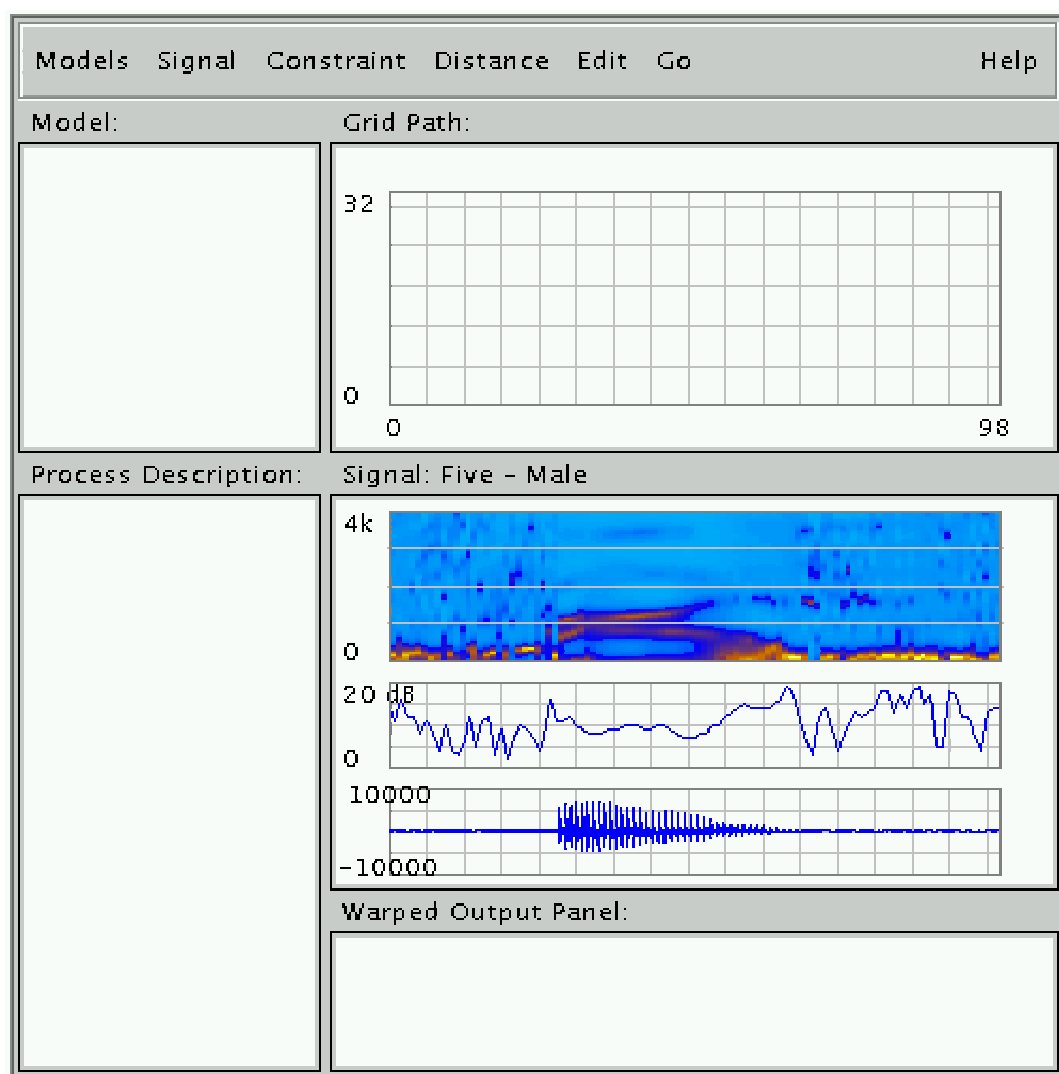 Models Signal Constraint Distance Edit Go Help
Model:
Grid Path:
32
0
0 98
Process Description:
Signal: Five - Male
4k
0
20 dB
0
10000
-10000
Warped Output Panel: